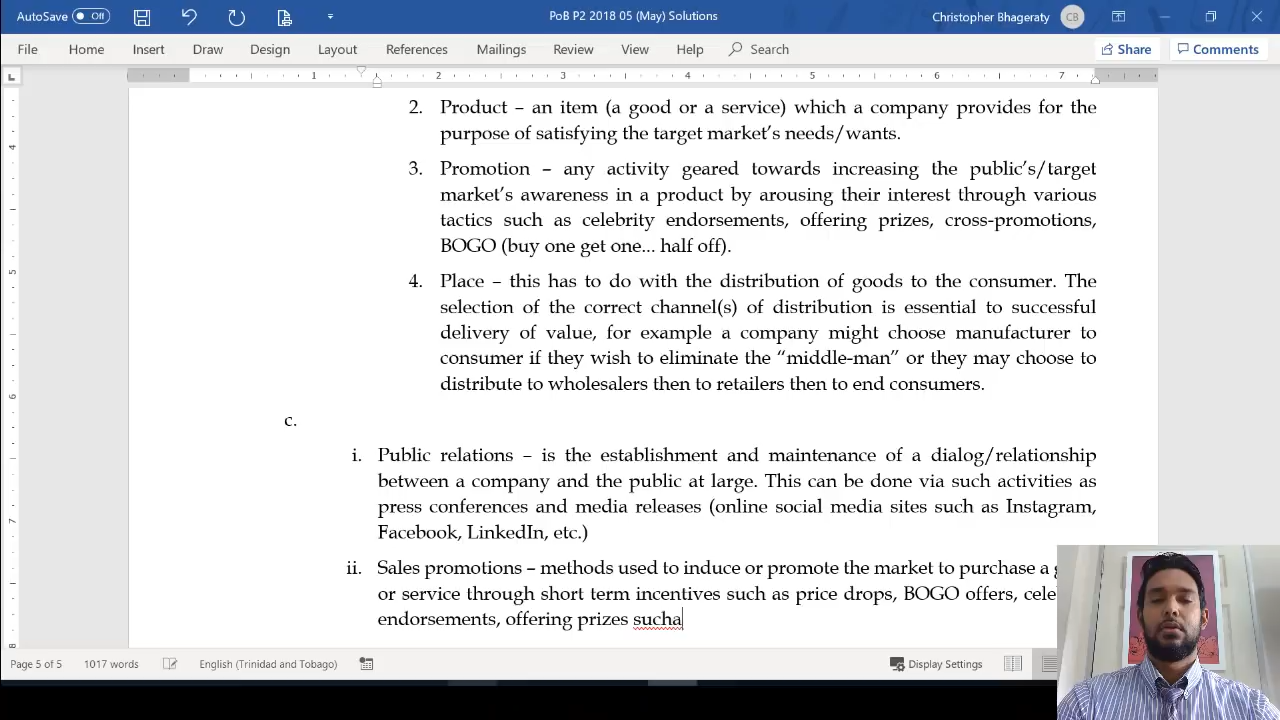 AutoSave Off PoB P2 2018 05 (May) Solutions Christopher Bhageraty CB
File Home Insert Draw Design Layout References Mailings Review View Help Search Share Comments
1 2 3 4 5 6 7
2. Product – an item (a good or a service) which a company provides for the
purpose of satisfying the target market's needs/wants.
3. Promotion – any activity geared towards increasing the public's/target
market's awareness in a product by arousing their interest through various
tactics such as celebrity endorsements, offering prizes, cross-promotions,
BOGO (buy one get one... half off).
4. Place – this has to do with the distribution of goods to the consumer. The
selection of the correct channel(s) of distribution is essential to successful
delivery of value, for example a company might choose manufacturer to
consumer if they wish to eliminate the “middle-man” or they may choose to
distribute to wholesalers then to retailers then to end consumers.
c.
i. Public relations – is the establishment and maintenance of a dialog/relationship
between a company and the public at large. This can be done via such activities as
press conferences and media releases (online social media sites such as Instagram,
Facebook, LinkedIn, etc.)
ii. Sales promotions – methods used to induce or promote the market to purchase a
or service through short term incentives such as price drops, BOGO offers,
endorsements, offering prizes sucha
Page 5 of 5 1017 words English (Trinidad and Tobago) Display Settings